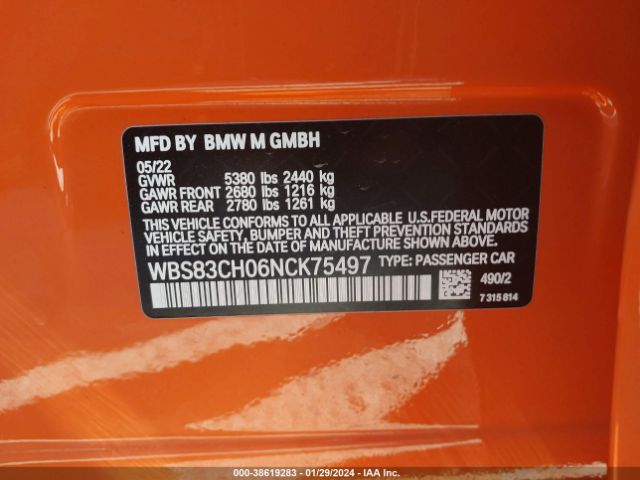 MFD BY BMW M GMBH
05/22
GVWR 5380 lbs 2440 kg
GAWR FRONT 2680 lbs 1216 kg
GAWR REAR 2780 lbs 1261 kg
THIS VEHICLE CONFORMS TO ALL APPLICABLE U.S.FEDERAL MOTOR
VEHICLE SAFETY, BUMPER AND THEFT PREVENTION STANDARDS
IN EFFECT ON THE DATE OF MANUFACTURE SHOWN ABOVE.
WBS83CH06NCK75497 TYPE: PASSENGER CAR
490/2
7 315 814
000-38619283 - 01/29/2024 - IAA Inc.